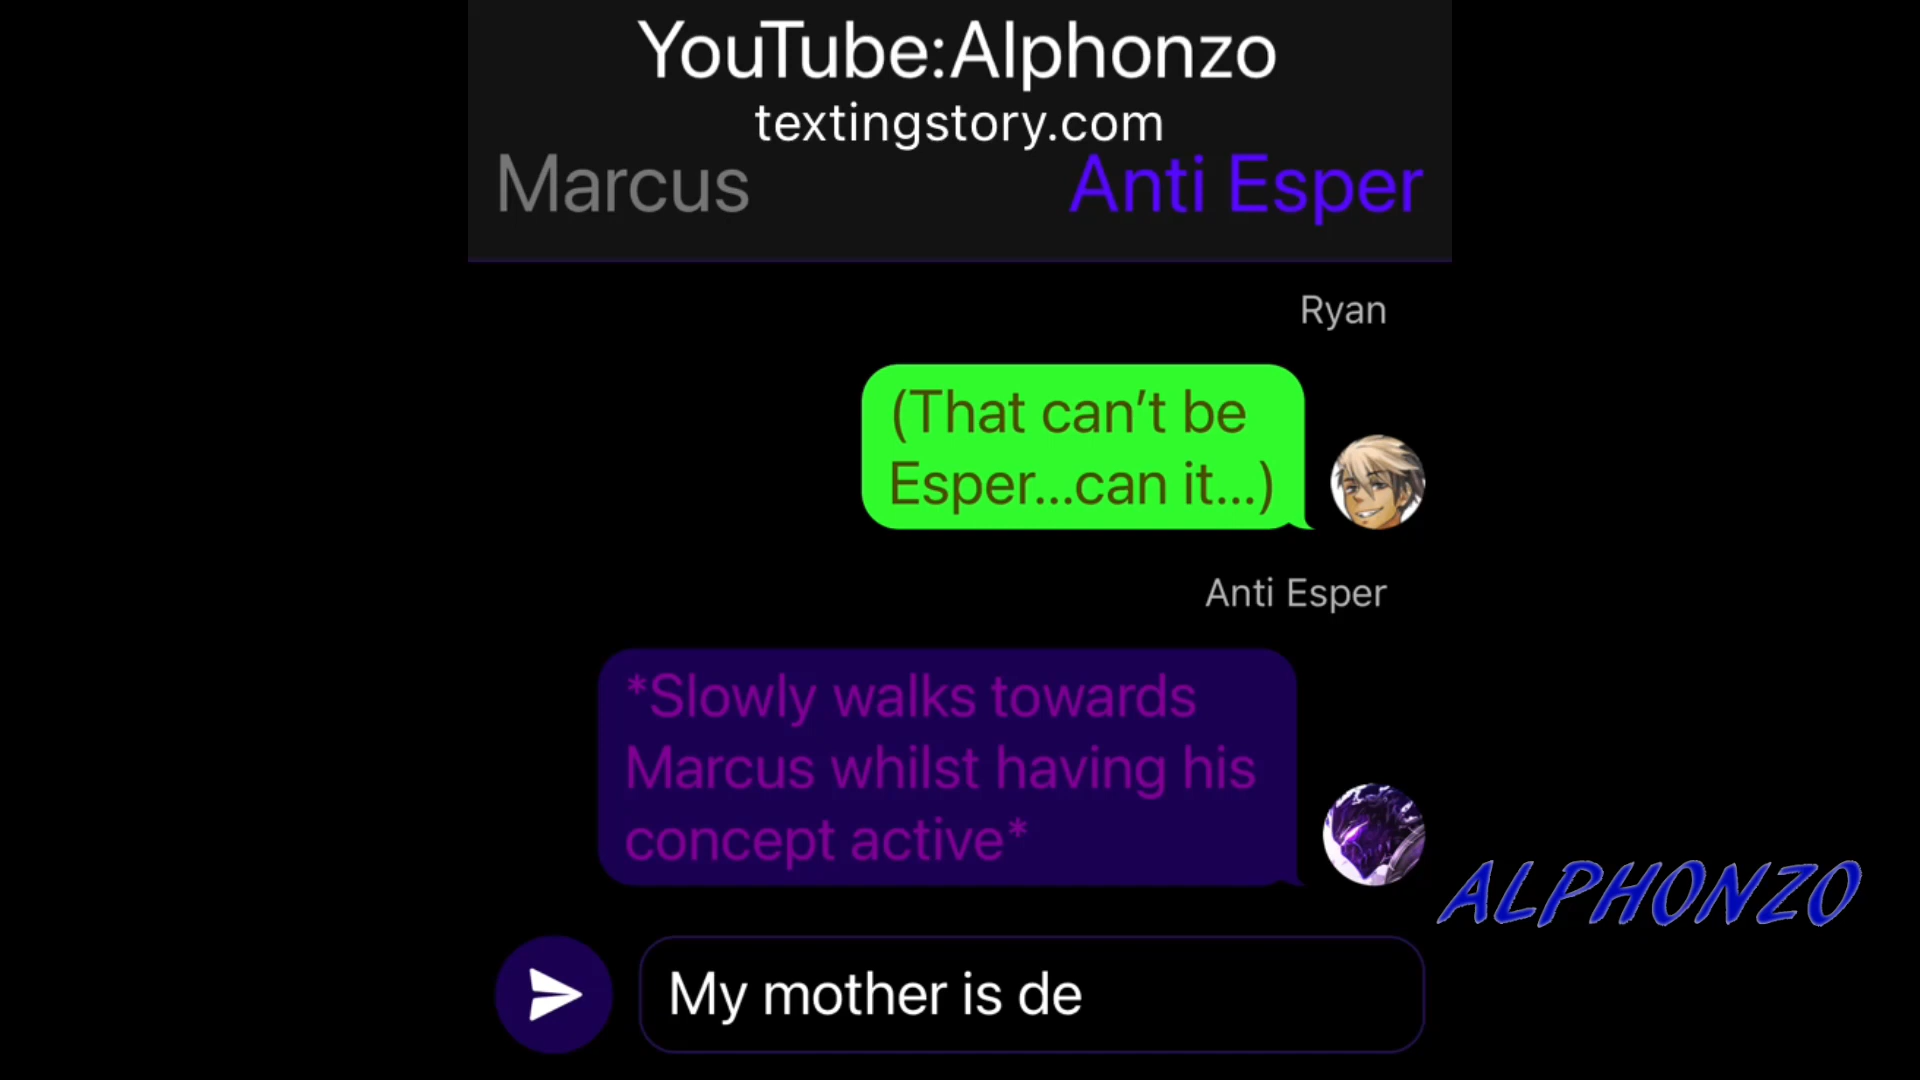 YouTube:Alphonzo
textingstory.com
Marcus
Anti Esper
Ryan
(That can’t be
Esper...can it...)
Anti Esper
*Slowly walks towards
Marcus whilst having his
concept active*
ALPHONZO
My mother is de